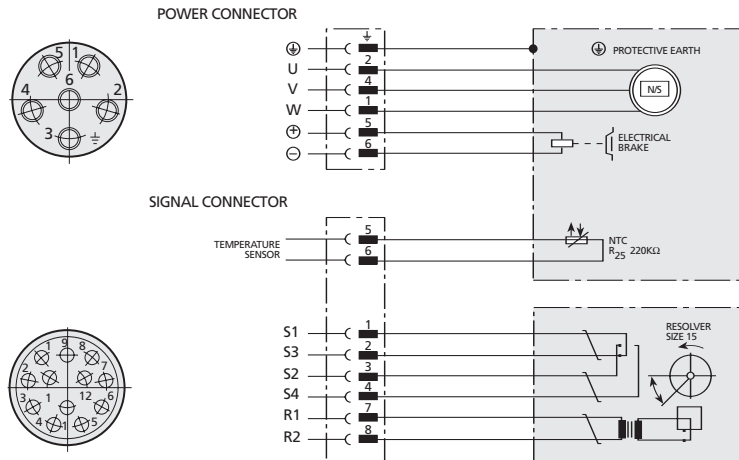 POWER CONNECTOR
5 1
6
4 2
3
U 2
V 4
W 1
+ 5
− 6
PROTECTIVE EARTH
N/S
ELECTRICAL
BRAKE
SIGNAL CONNECTOR
TEMPERATURE
SENSOR
5
6
NTC
R25 220KΩ
S1 1
S3 2
S2 3
S4 4
R1 7
R2 8
RESOLVER
SIZE 15
1 9 8
2 7
3 1 12 6
4 1 5